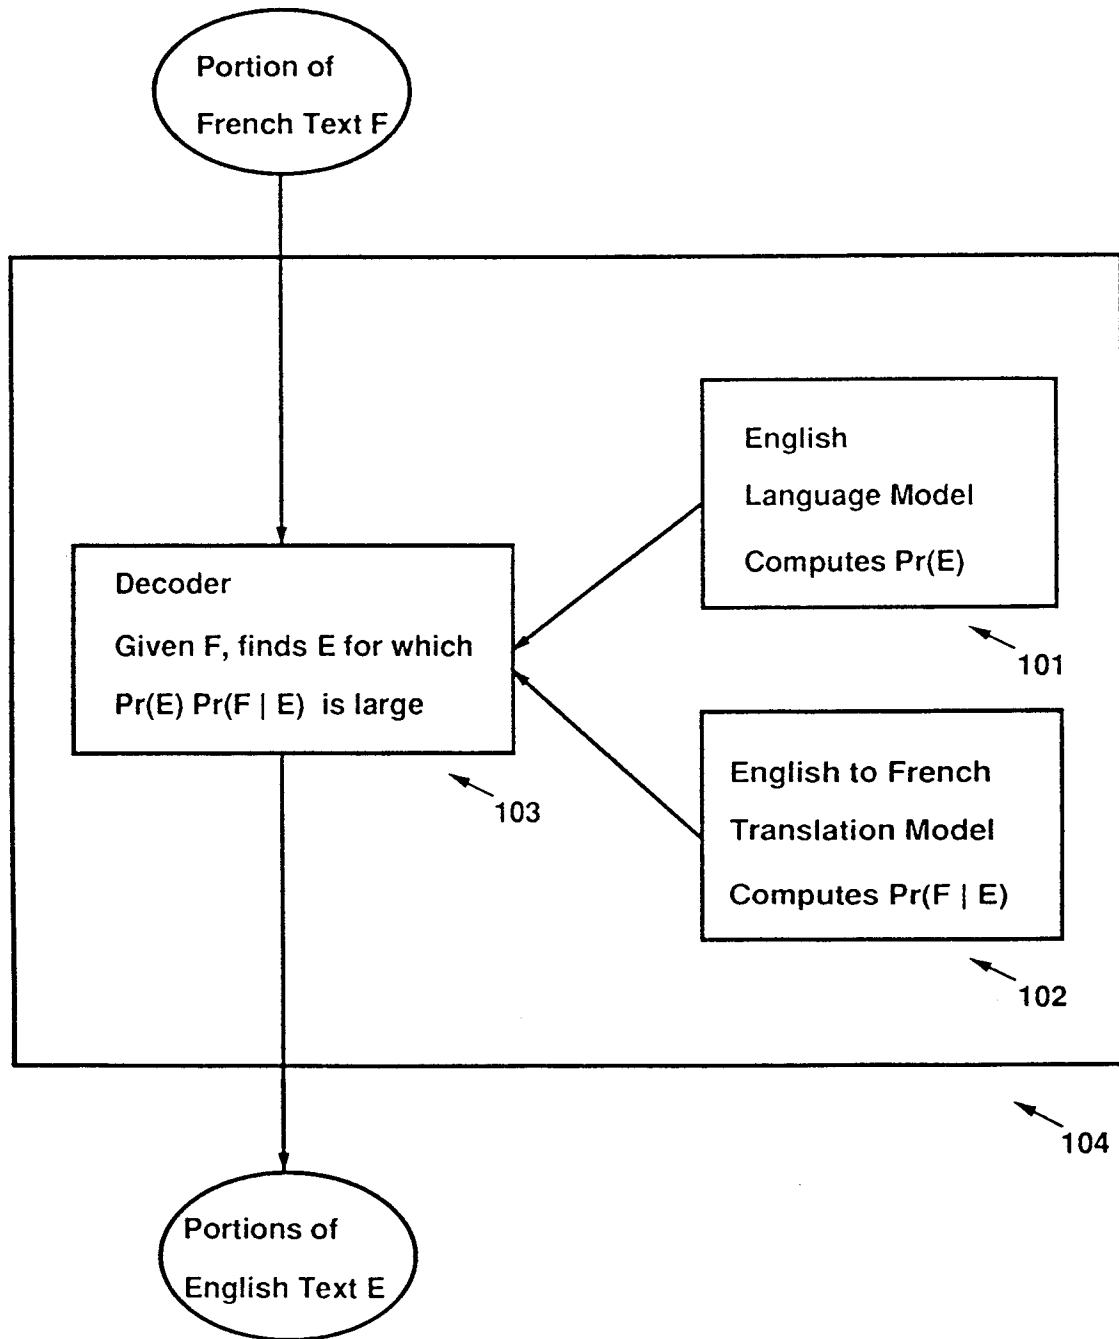 Portion of
French Text F
English
Language Model
Computes Pr(E)
101
Decoder
Given F, finds E for which
Pr(E) Pr(F | E) is large
103
English to French
Translation Model
Computes Pr(F | E)
102
104
Portions of
English Text E